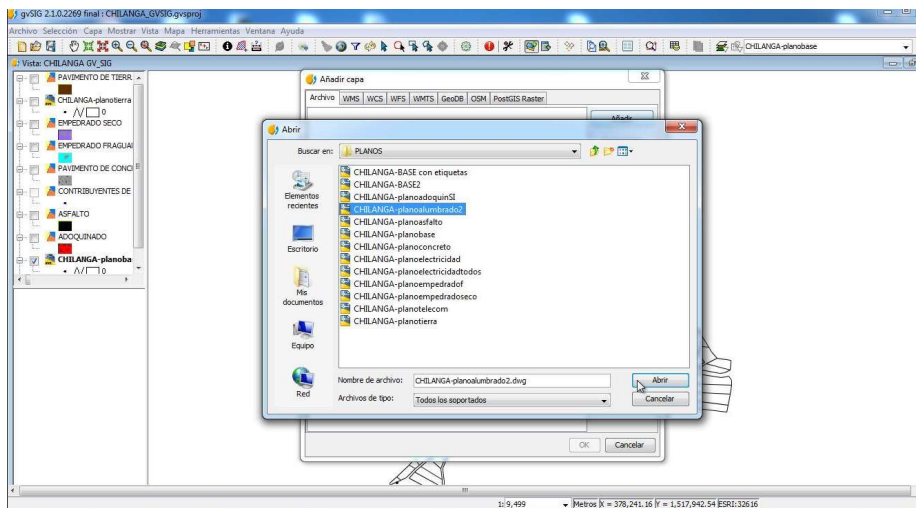 gvSIG 2.1.0.2269 final : CHILANGA_GVSIG.gvsproj
Archivo Selección Capa Mostrar Vista Mapa Herramientas Ventana Ayuda
CHILANGA-planobase
Vista: CHILANGA GV_SIG
PAVIMENTO DE TIERR
CHILANGA-planotierra
0
EMPEDRADO SECO
EMPEDRADO FRAGUAI
PAVIMENTO DE CONCI
CONTRIBUYENTES DE
ASFALTO
ADOQUINADO
CHILANGA-planoba
0
Añadir capa
Archivo WMS WCS WFS WMTS GeoDB OSM PostGIS Raster
Añadir
Abrir
Buscar en: PLANOS
Elementos recientes
Escritorio
Mis documentos
Equipo
Red
CHILANGA-BASE con etiquetas
CHILANGA-BASE2
CHILANGA-planoadoquinSI
CHILANGA-planoalumbrado2
CHILANGA-planoasfalto
CHILANGA-planobase
CHILANGA-planoconcreto
CHILANGA-planoelectricidad
CHILANGA-planoelectricidadtodos
CHILANGA-planoempedradof
CHILANGA-planoempedradoseco
CHILANGA-planotelecom
CHILANGA-planotierra
Nombre de archivo: CHILANGA-planoalumbrado2.dwg Abrir
Archivos de tipo: Todos los soportados Cancelar
OK Cancelar
1: 9,499 Metros X = 378,241.16 Y = 1,517,942.54 ESRI:32616